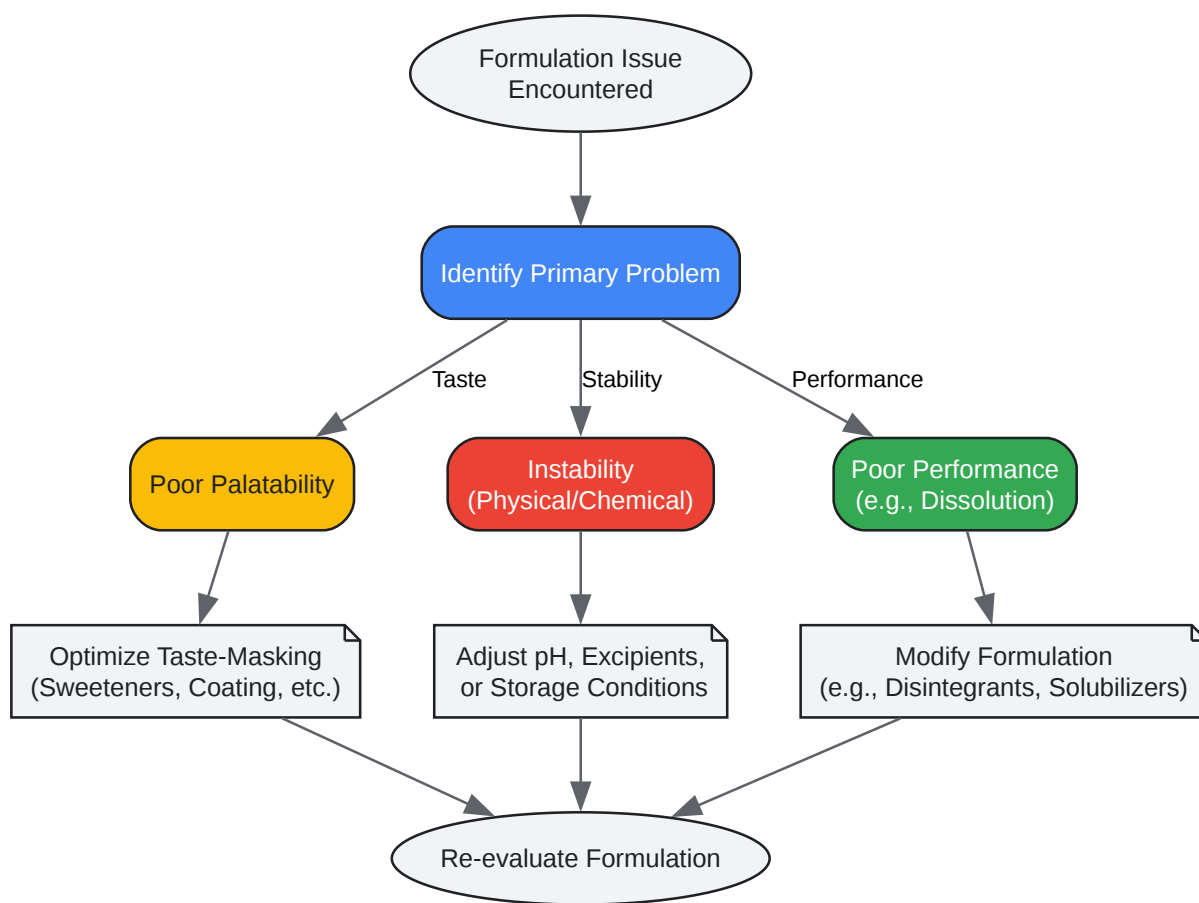 Formulation Issue
Encountered
Identify Primary Problem
Taste
Stability
Performance
Poor Palatability
Instability
(Physical/Chemical)
Poor Performance
(e.g., Dissolution)
Optimize Taste-Masking
(Sweeteners, Coating, etc.)
Adjust pH, Excipients,
or Storage Conditions
Modify Formulation
(e.g., Disintegrants, Solubilizers)
Re-evaluate Formulation